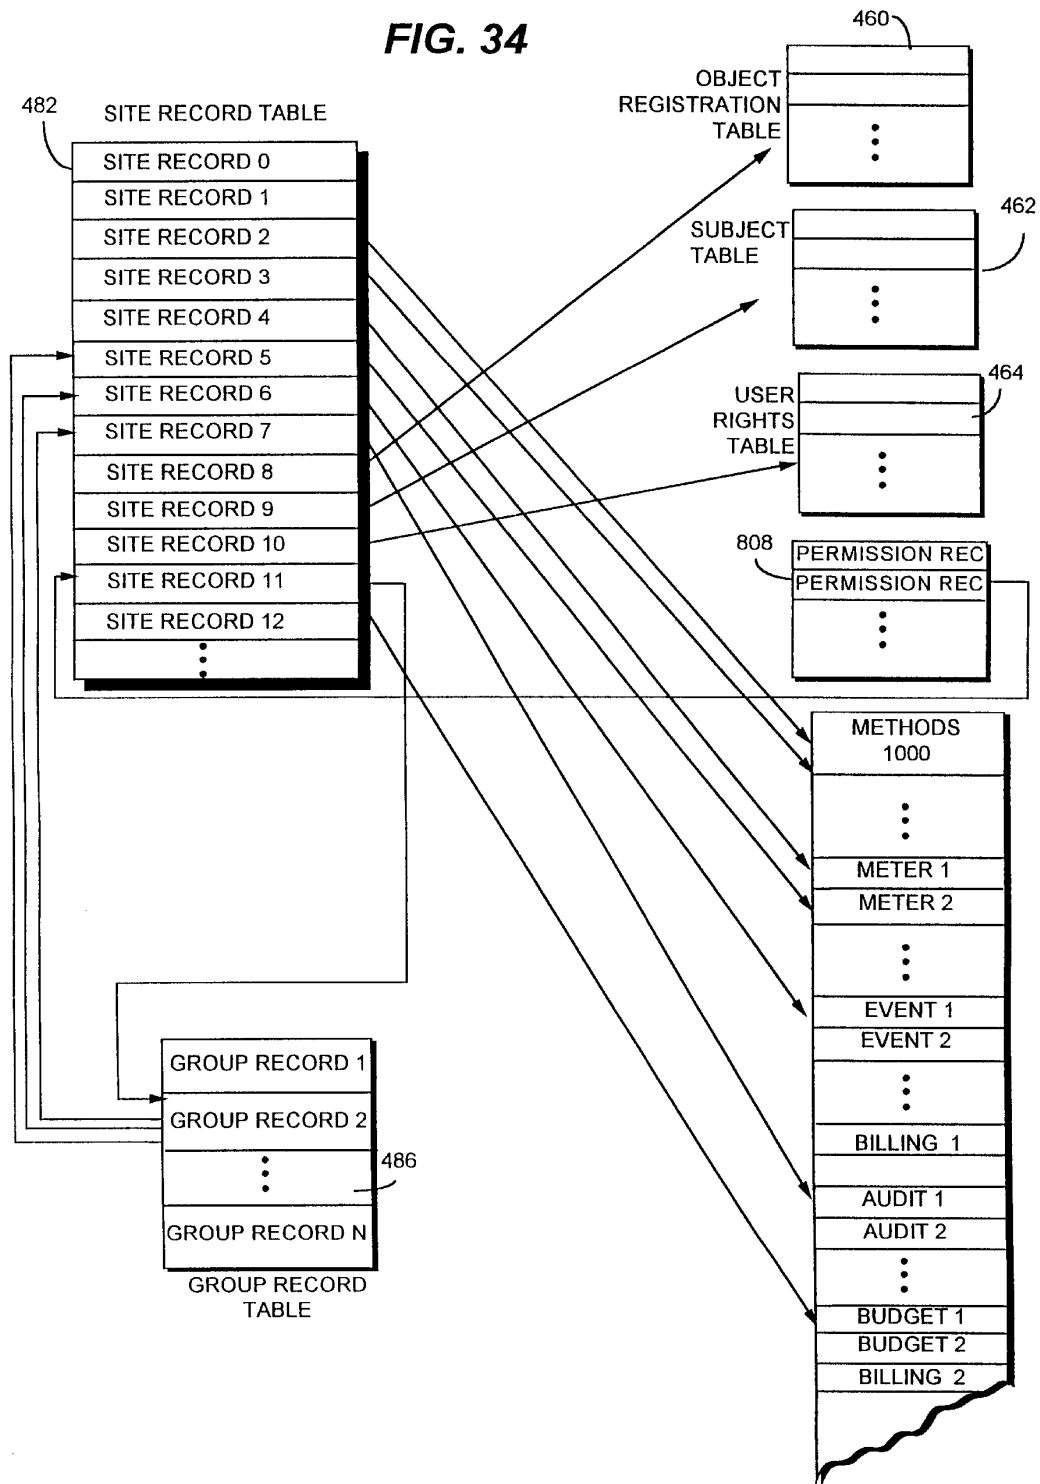 FIG. 34
482
SITE RECORD TABLE
SITE RECORD 0
SITE RECORD 1
SITE RECORD 2
SITE RECORD 3
SITE RECORD 4
SITE RECORD 5
SITE RECORD 6
SITE RECORD 7
SITE RECORD 8
SITE RECORD 9
SITE RECORD 10
SITE RECORD 11
SITE RECORD 12
460
OBJECT
REGISTRATION
TABLE
462
SUBJECT
TABLE
464
USER
RIGHTS
TABLE
808
PERMISSION REC
PERMISSION REC
METHODS
1000
METER 1
METER 2
EVENT 1
EVENT 2
BILLING 1
AUDIT 1
AUDIT 2
BUDGET 1
BUDGET 2
BILLING 2
GROUP RECORD 1
GROUP RECORD 2
486
GROUP RECORD N
GROUP RECORD
TABLE